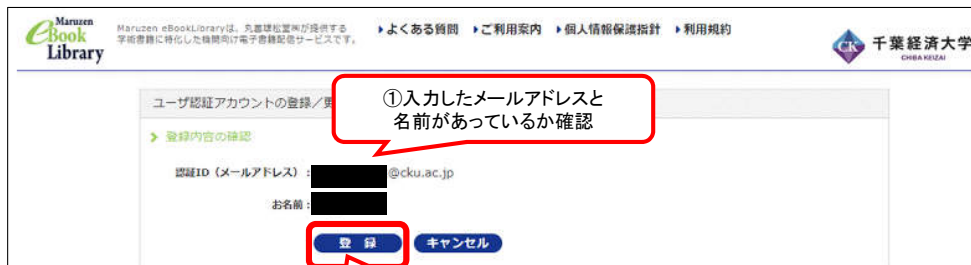 Maruzen
eBook
Library
Maruzen eBookLibraryは、丸善雄松堂㈱が提供する
学術書籍に特化した機関向け電子書籍配信サービスです。
よくある質問 ご利用案内 個人情報保護指針 利用規約
CK 千葉経済大学
CHIBA KEIZAI
ユーザ認証アカウントの登録／更
①入力したメールアドレスと
名前があっているか確認
登録内容の確認
認証ID（メールアドレス）：
@cku.ac.jp
お名前：
登 録 キャンセル